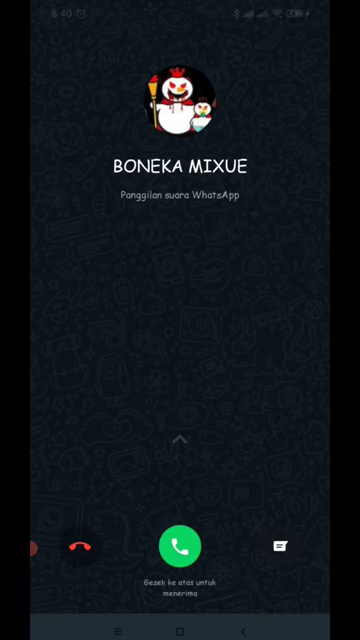 8:40
BONEKA MIXUE
Panggilan suara WhatsApp
Gesek ke atas untuk
menerima